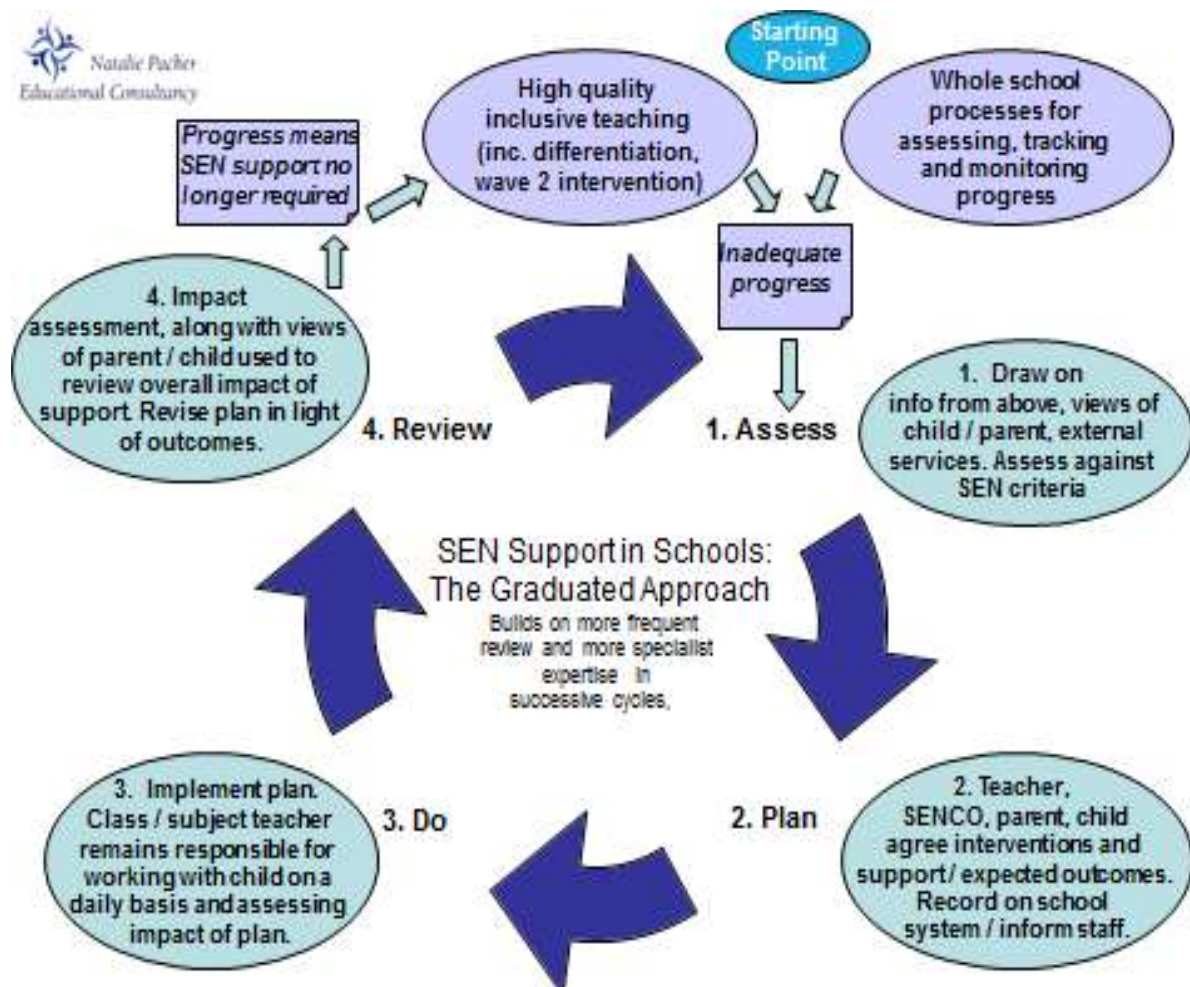 Natalie Packer
Educational Consultancy
Starting
Point
High quality
inclusive teaching
(inc. differentiation,
wave 2 intervention)
Whole school
processes for
assessing, tracking
and monitoring
progress
Progress means
SEN support no
longer required
Inadequate
progress
4. Impact
assessment, along with views
of parent / child used to
review overall impact of
support. Revise plan in light
of outcomes.
4. Review
1. Assess
1. Draw on
info from above, views of
child / parent, external
services. Assess against
SEN criteria
SEN Support in Schools:
The Graduated Approach
Builds on more frequent
review and more specialist
expertise in
successive cycles,
3. Implement plan.
Class / subject teacher
remains responsible for
working with child on a
daily basis and assessing
impact of plan.
3. Do
2. Plan
2. Teacher,
SENCO, parent, child
agree interventions and
support / expected outcomes.
Record on school
system / inform staff.